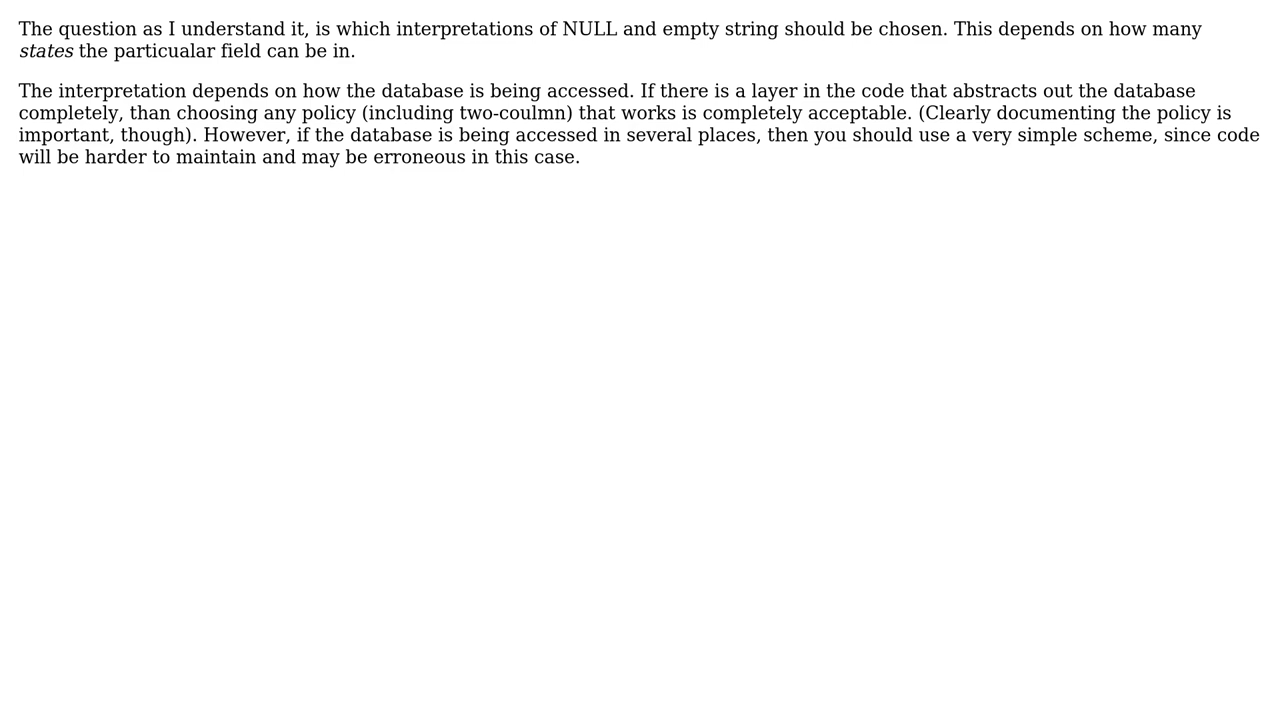 The question as I understand it, is which interpretations of NULL and empty string should be chosen. This depends on how many
states the particualar field can be in.
The interpretation depends on how the database is being accessed. If there is a layer in the code that abstracts out the database
completely, than choosing any policy (including two-coulmn) that works is completely acceptable. (Clearly documenting the policy is
important, though). However, if the database is being accessed in several places, then you should use a very simple scheme, since code
will be harder to maintain and may be erroneous in this case.